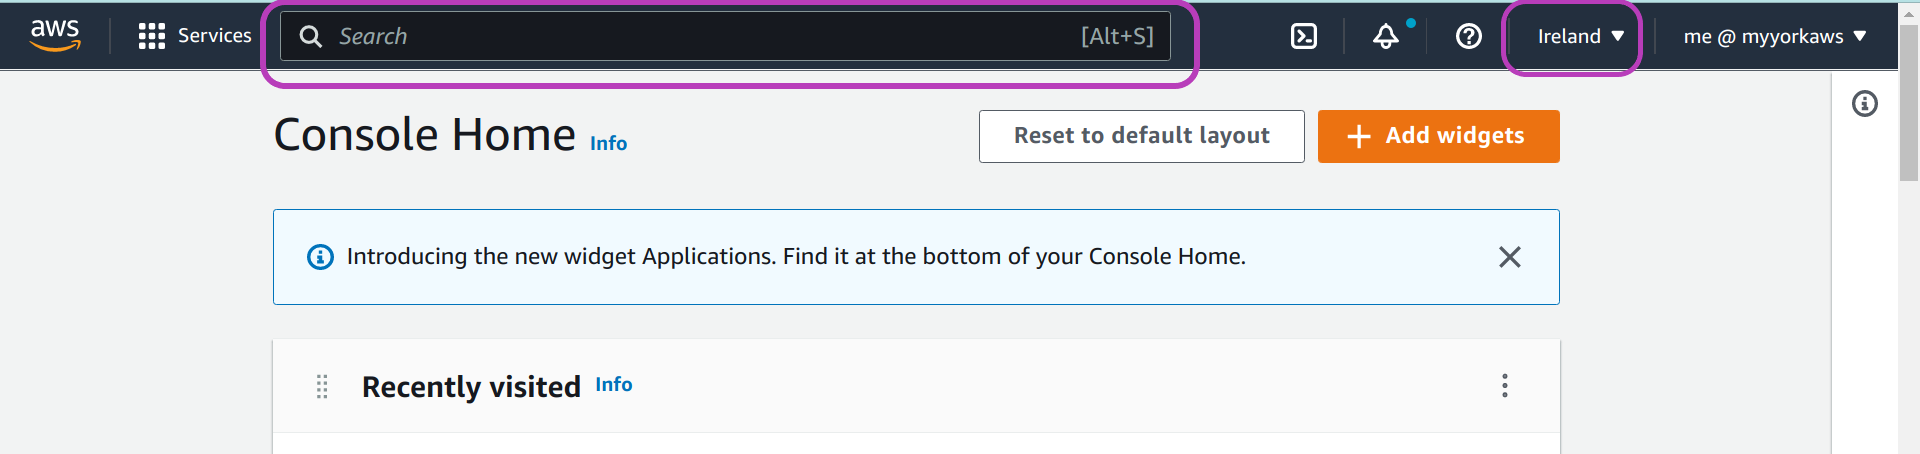 aws Services Search [Alt+S] Ireland me @ myyorkaws
Console Home Info Reset to default layout Add widgets
Introducing the new widget Applications. Find it at the bottom of your Console Home.
Recently visited Info